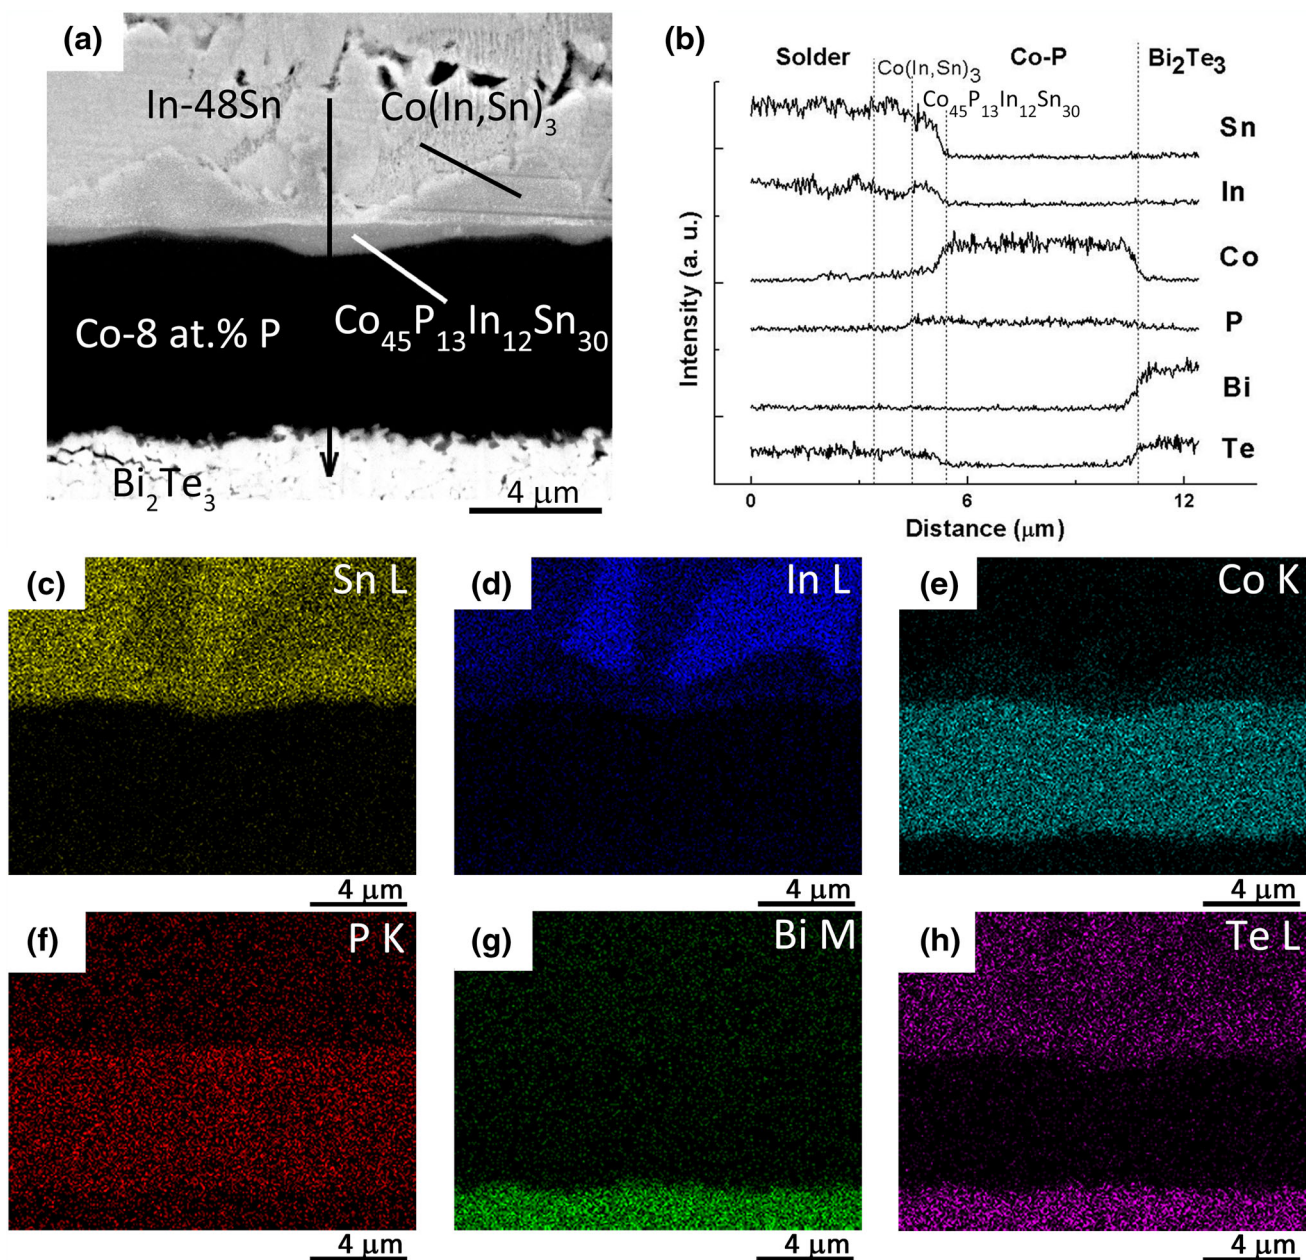 (a)
In-48Sn
Co(In,Sn)₃
Co-8 at.% P
Co₄₅P₁₃In₁₂Sn₃₀
Bi₂Te₃
4 μm
(b)
Solder
Co(In,Sn)₃
Co-P
Bi₂Te₃
Co₄₅P₁₃In₁₂Sn₃₀
Sn
In
Co
P
Bi
Te
Intensity (a. u.)
0 6 12
Distance (μm)
(c) Sn L
4 μm
(d) In L
4 μm
(e) Co K
4 μm
(f) P K
4 μm
(g) Bi M
4 μm
(h) Te L
4 μm